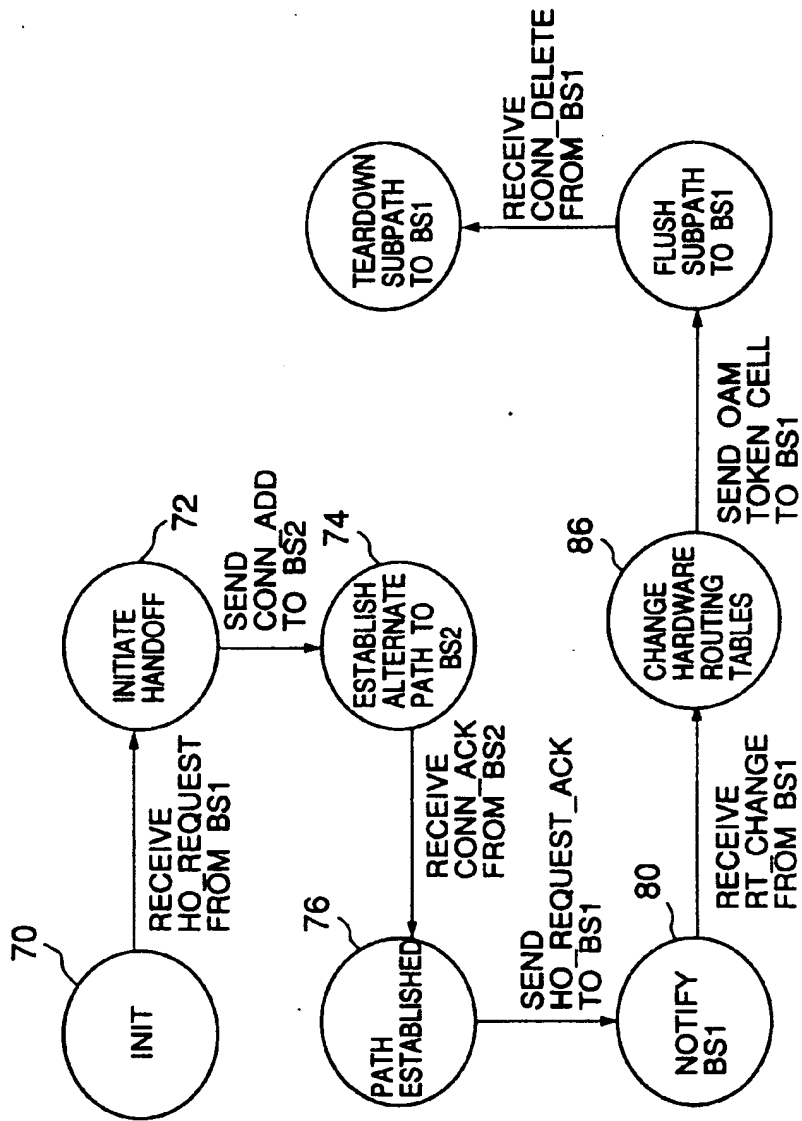 70
INIT
RECEIVE
HO_REQUEST
FROM BS1
72
INITIATE
HANDOFF
SEND
CONN_ADD
TO BS2
74
ESTABLISH
ALTERNATE
PATH TO
BS2
RECEIVE
CONN_ACK
FROM BS2
76
PATH
ESTABLISHED
SEND
HO_REQUEST_ACK
TO BS1
80
NOTIFY
BS1
RECEIVE
RT_CHANGE
FROM BS1
86
CHANGE
HARDWARE
ROUTING
TABLES
SEND OAM
TOKEN CELL
TO BS1
FLUSH
SUBPATH
TO BS1
RECEIVE
CONN_DELETE
FROM BS1
TEARDOWN
SUBPATH
TO BS1